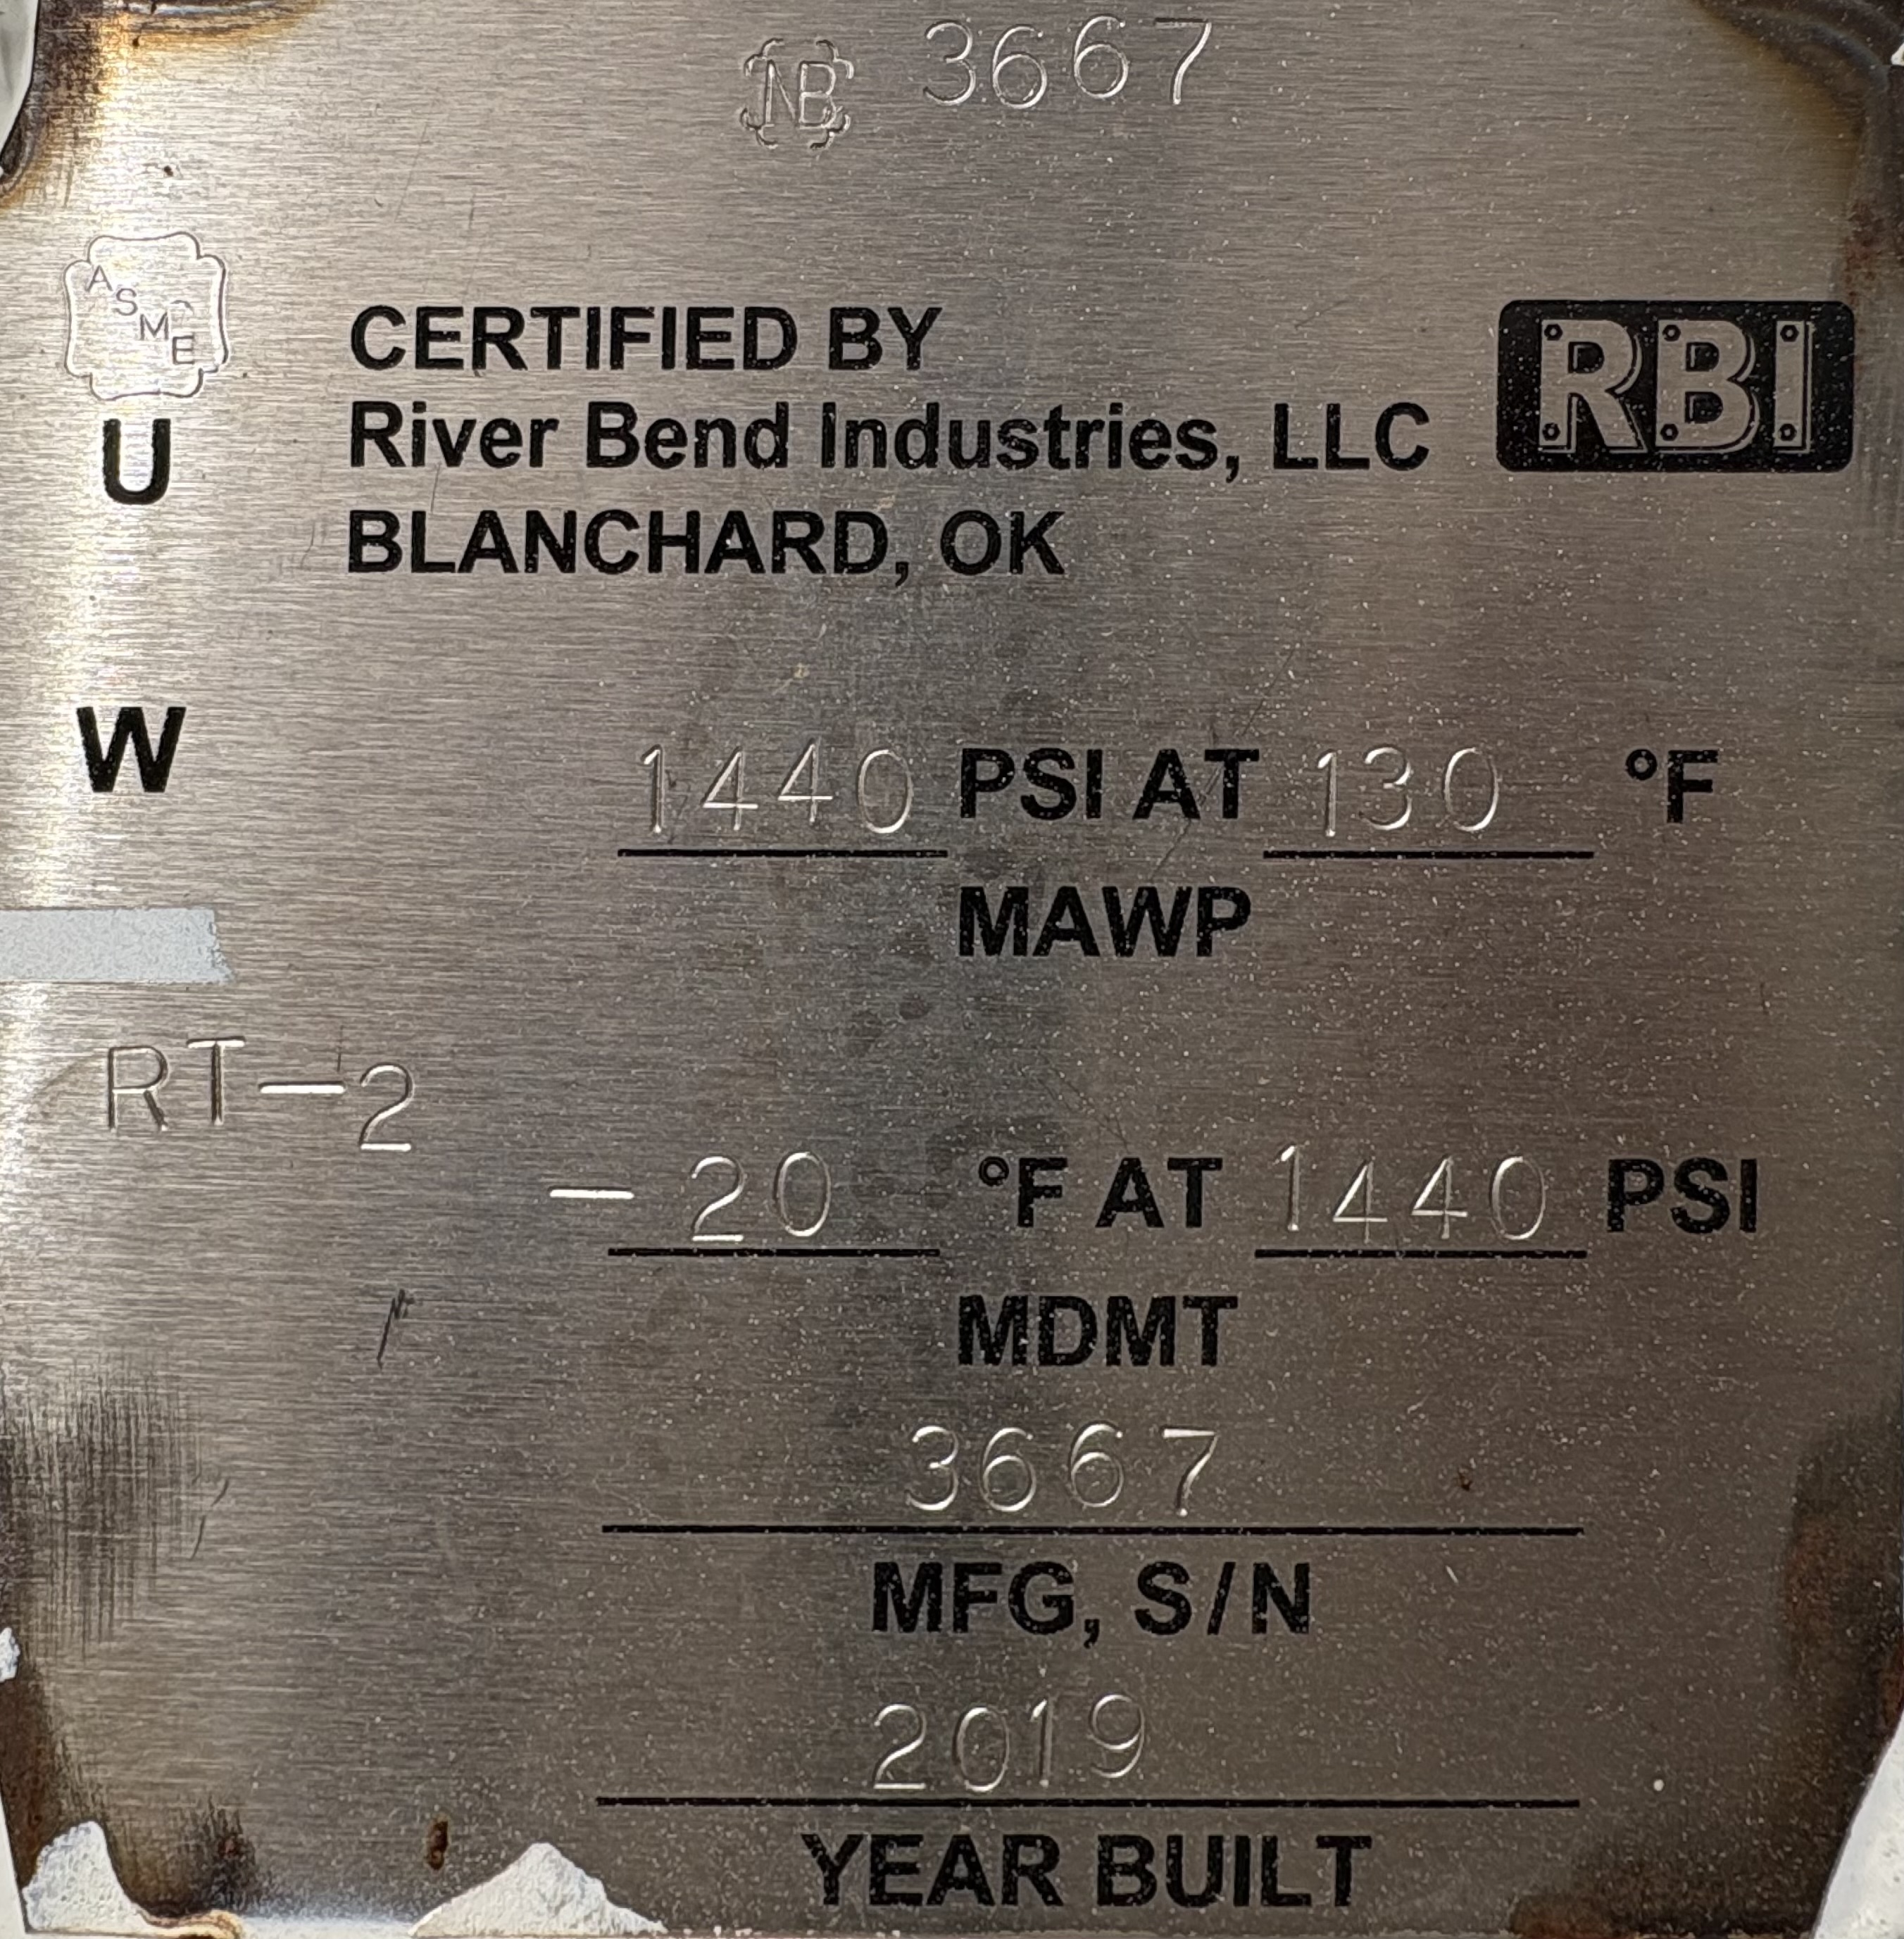 NB 3667
ASME
CERTIFIED BY
RBI
River Bend Industries, LLC
U
BLANCHARD, OK
W
1440 PSI AT 130 °F
MAWP
RT-2
-20 °F AT 1440 PSI
MDMT
3667
MFG, S/N
2019
YEAR BUILT